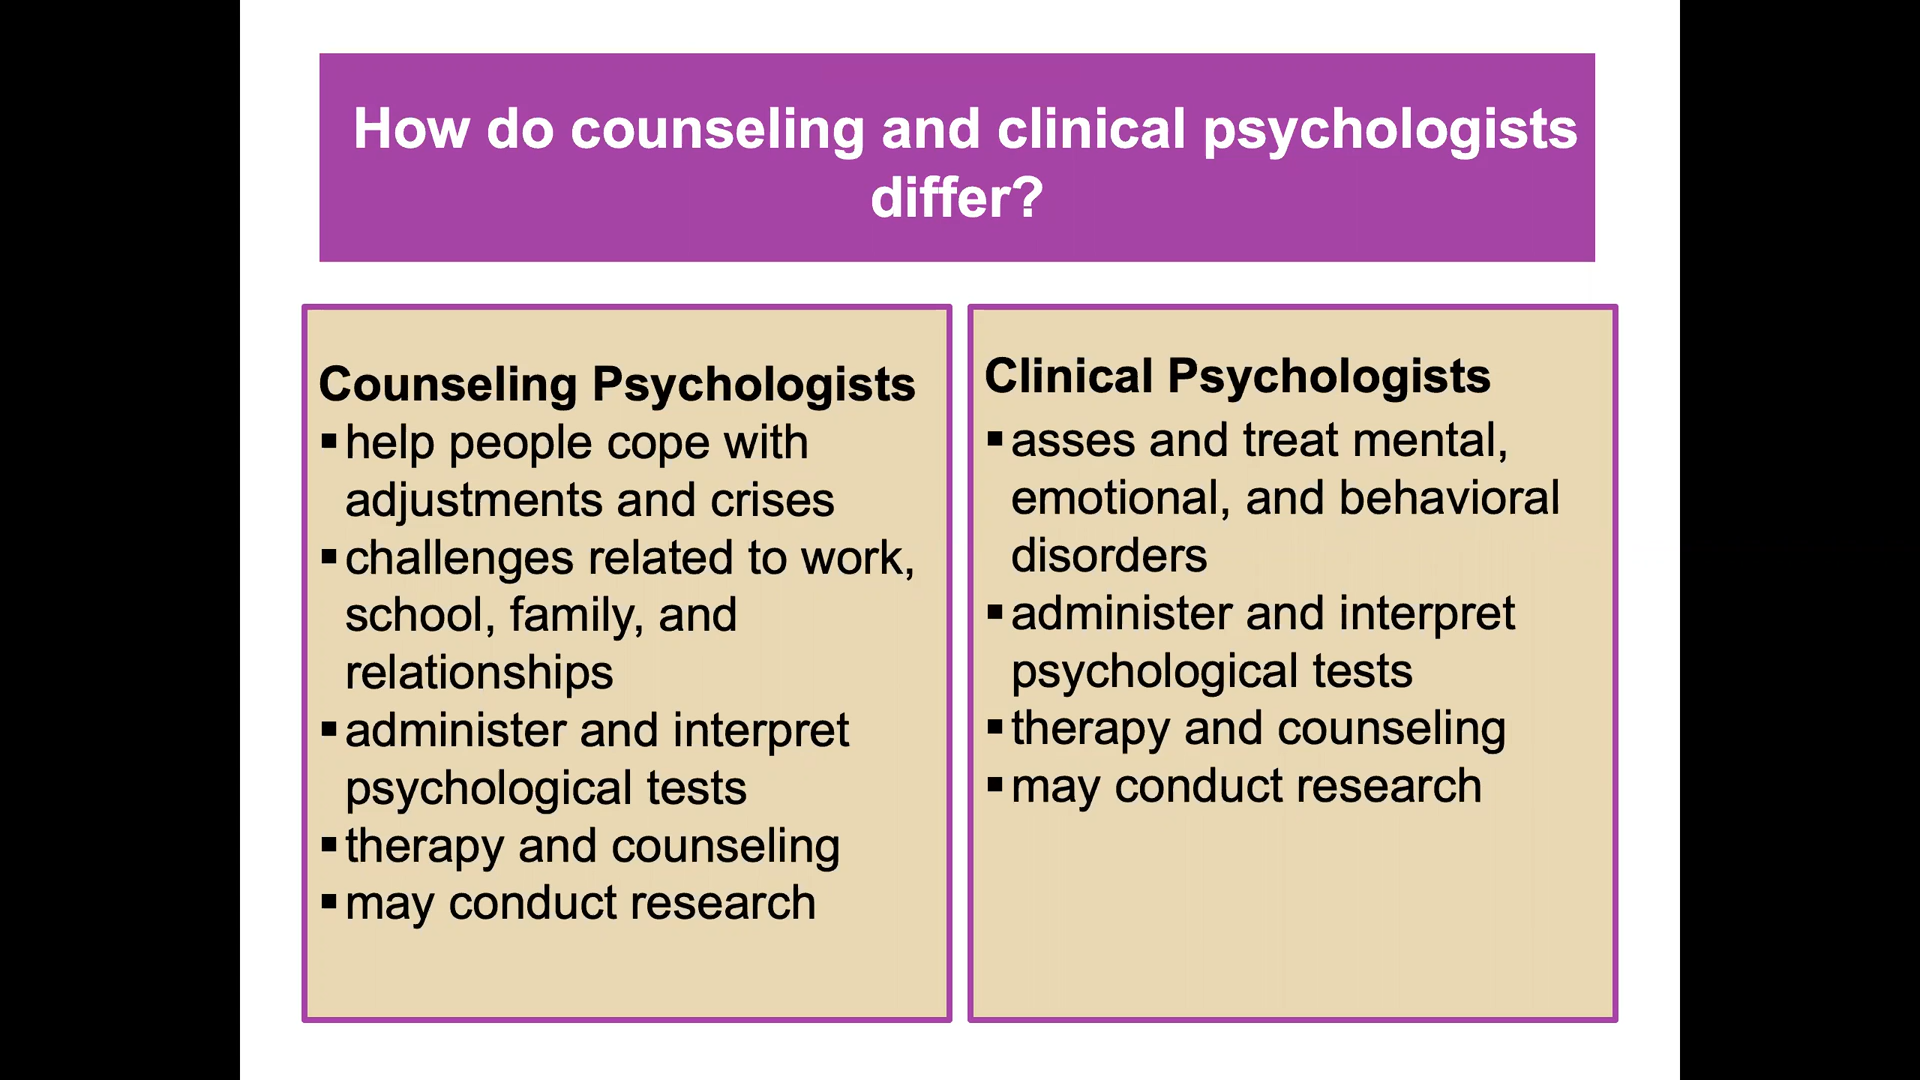 How do counseling and clinical psychologists
differ?
Counseling Psychologists
▪help people cope with
adjustments and crises
▪challenges related to work,
school, family, and
relationships
▪administer and interpret
psychological tests
▪therapy and counseling
▪may conduct research
Clinical Psychologists
▪asses and treat mental,
emotional, and behavioral
disorders
▪administer and interpret
psychological tests
▪therapy and counseling
▪may conduct research